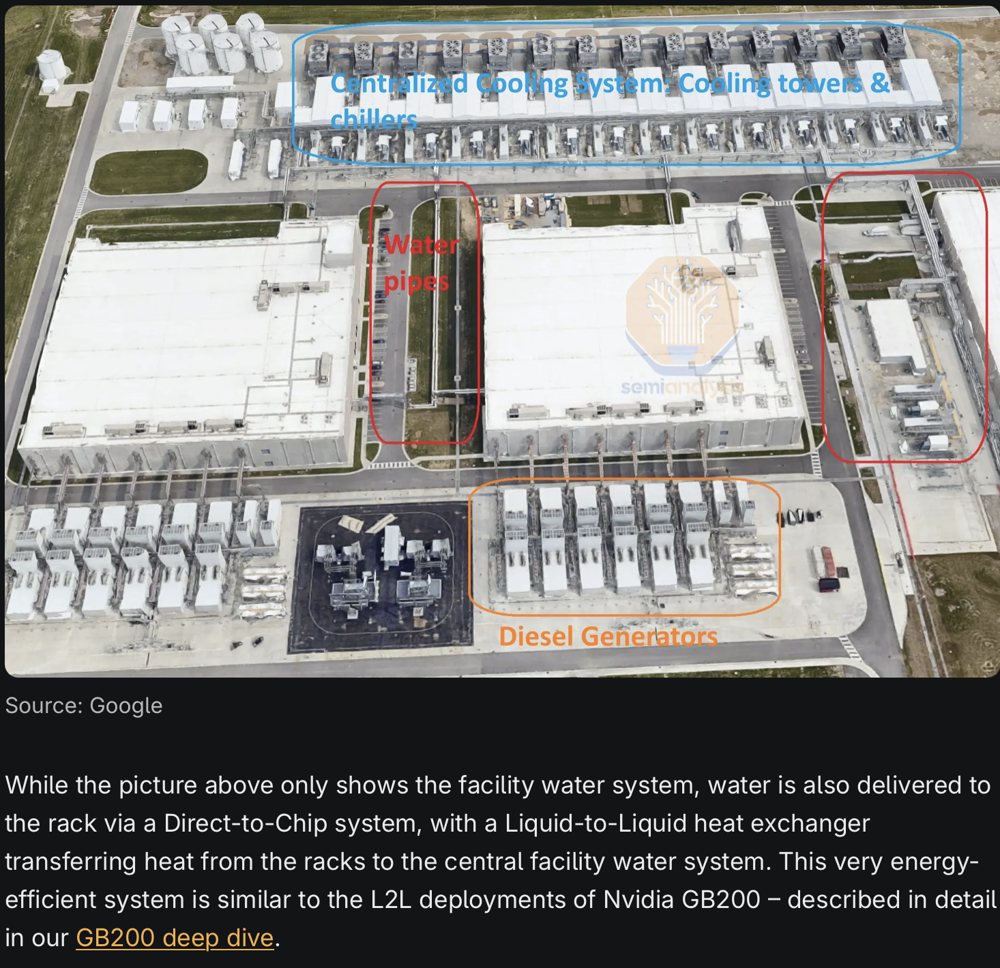 Centralized Cooling System: Cooling towers &
chillers
Water
pipes
semianalysis
Diesel Generators
Source: Google
While the picture above only shows the facility water system, water is also delivered to
the rack via a Direct-to-Chip system, with a Liquid-to-Liquid heat exchanger
transferring heat from the racks to the central facility water system. This very energy-
efficient system is similar to the L2L deployments of Nvidia GB200 – described in detail
in our GB200 deep dive.